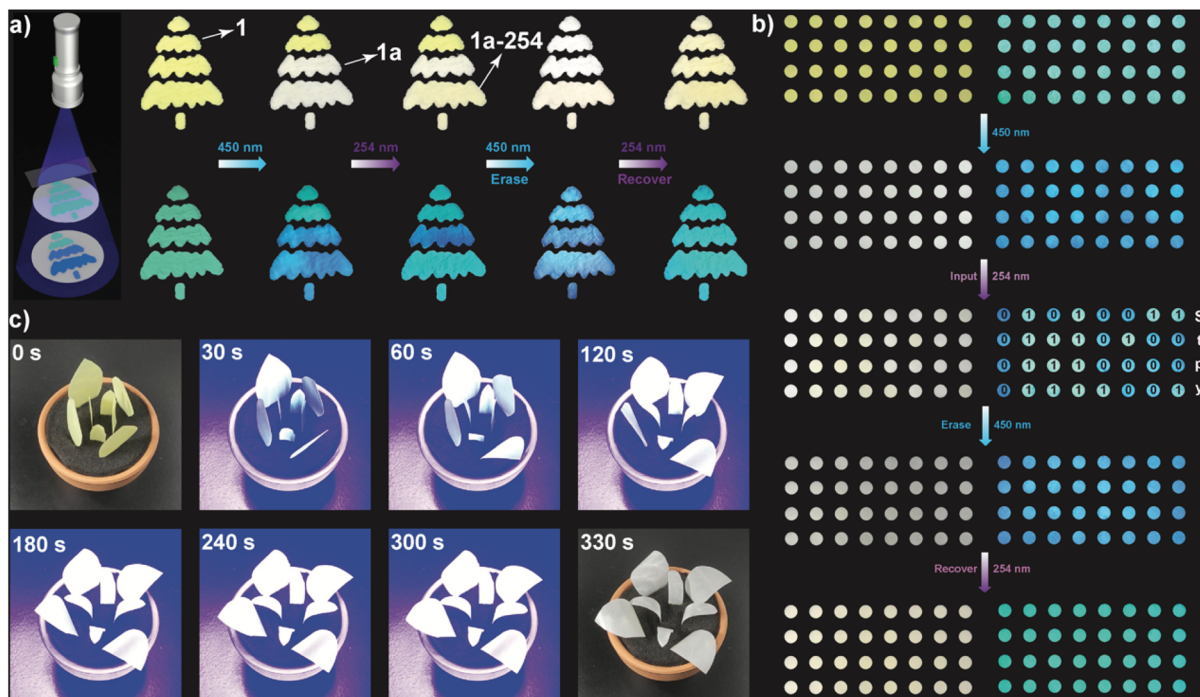 a)
1
1a
1a-254
450 nm
254 nm
450 nm
Erase
254 nm
Recover
b)
450 nm
Input 254 nm
0 1 0 1 0 0 1 1 S
0 1 1 1 0 1 0 0 t
0 1 1 1 0 0 0 0 p
0 1 1 1 1 0 0 1 y
Erase 450 nm
Recover 254 nm
c)
0 s
30 s
60 s
120 s
180 s
240 s
300 s
330 s